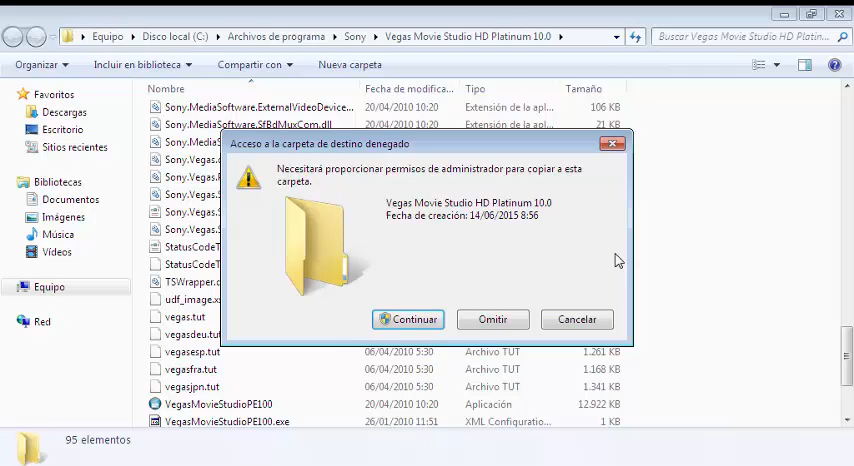 Equipo ▸ Disco local (C:) ▸ Archivos de programa ▸ Sony ▸ Vegas Movie Studio HD Platinum 10.0 ▸
Buscar Vegas Movie Studio HD Platin...
Organizar
Incluir en biblioteca
Compartir con
Nueva carpeta
Favoritos
Descargas
Escritorio
Sitios recientes
Bibliotecas
Documentos
Imágenes
Música
Vídeos
Equipo
Red
Nombre Fecha de modifica... Tipo Tamaño
Sony.MediaSoftware.ExternalVideoDevice... 20/04/2010 10:20 Extensión de la apl... 106 KB
Sony.MediaSoftware.SfBdMuxCom.dll 20/04/2010 10:20 Extensión de la apl... 21 KB
Sony.Media
Sony.Vegas.
Sony.Vegas.
Sony.Vegas.
Sony.Vegas.
Sony.Vegas.S
StatusCodeT
StatusCodeT
TSWrapper.
udf_image.xs
vegas.tut
vegasdeu.tut
vegasesp.tut 06/04/2010 5:30 Archivo TUT 1.261 KB
vegasfra.tut 06/04/2010 5:30 Archivo TUT 1.168 KB
vegasjpn.tut 06/04/2010 5:30 Archivo TUT 1.341 KB
VegasMovieStudioPE100 20/04/2010 10:20 Aplicación 12.922 KB
VegasMovieStudioPE100.exe 26/01/2010 11:51 XML Configuratio... 1 KB
Acceso a la carpeta de destino denegado
Necesitará proporcionar permisos de administrador para copiar a esta
carpeta.
Vegas Movie Studio HD Platinum 10.0
Fecha de creación: 14/06/2015 8:56
Continuar
Omitir
Cancelar
95 elementos